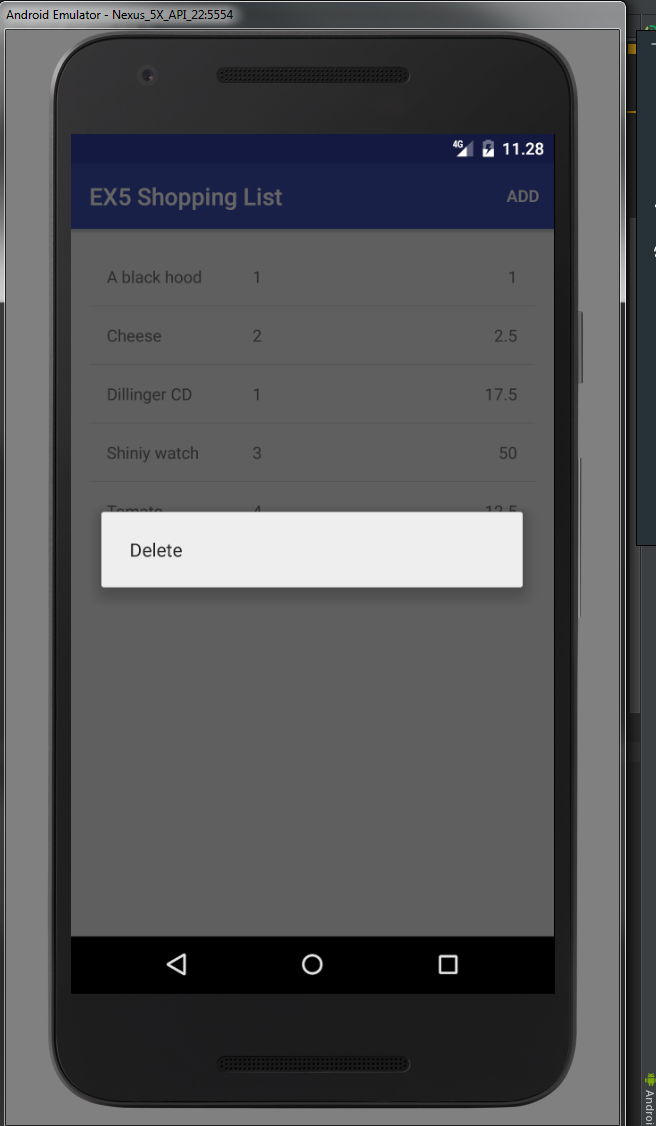 Android Emulator - Nexus_5X_API_22:5554
4G 11.28
EX5 Shopping List ADD
A black hood 1 1
Cheese 2 2.5
Dillinger CD 1 17.5
Shiniy watch 3 50
Tomato 4 12.5
Delete